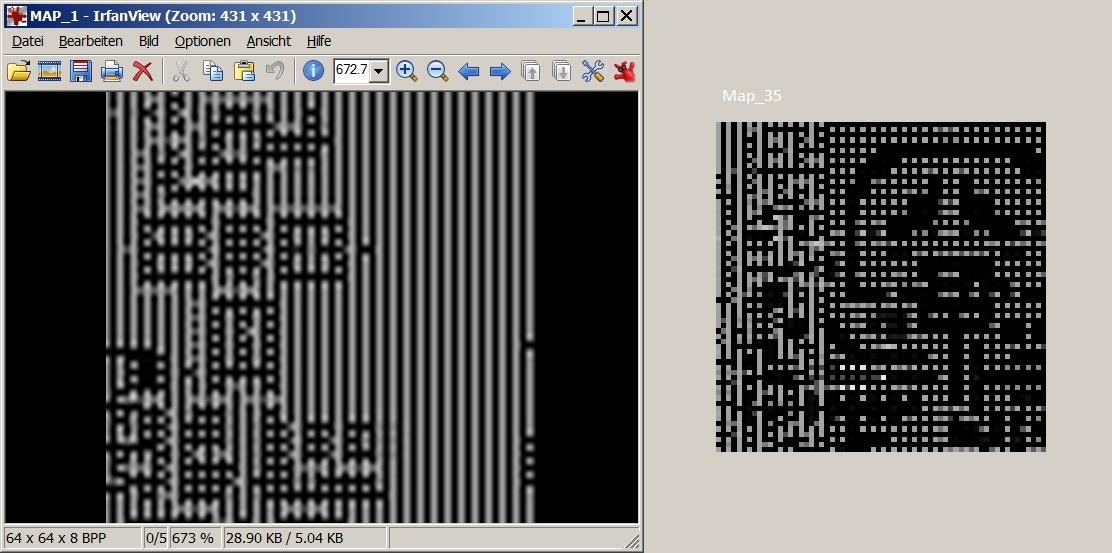 MAP_1 - IrfanView (Zoom: 431 x 431)
Datei Bearbeiten Bild Optionen Ansicht Hilfe
672.7
Map_35
64 x 64 x 8 BPP 0/5 673 % 28.90 KB / 5.04 KB